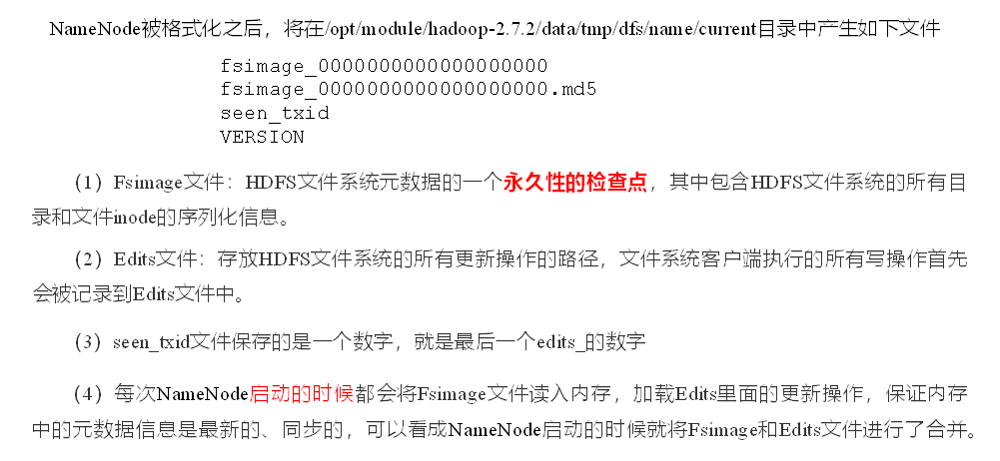 NameNode被格式化之后，将在/opt/module/hadoop-2.7.2/data/tmp/dfs/name/current目录中产生如下文件
fsimage_0000000000000000000
fsimage_0000000000000000000.md5
seen_txid
VERSION
（1）Fsimage文件：HDFS文件系统元数据的一个永久性的检查点，其中包含HDFS文件系统的所有目
录和文件inode的序列化信息。
（2）Edits文件：存放HDFS文件系统的所有更新操作的路径，文件系统客户端执行的所有写操作首先
会被记录到Edits文件中。
（3）seen_txid文件保存的是一个数字，就是最后一个edits_的数字
（4）每次NameNode启动的时候都会将Fsimage文件读入内存，加载Edits里面的更新操作，保证内存
中的元数据信息是最新的、同步的，可以看成NameNode启动的时候就将Fsimage和Edits文件进行了合并。